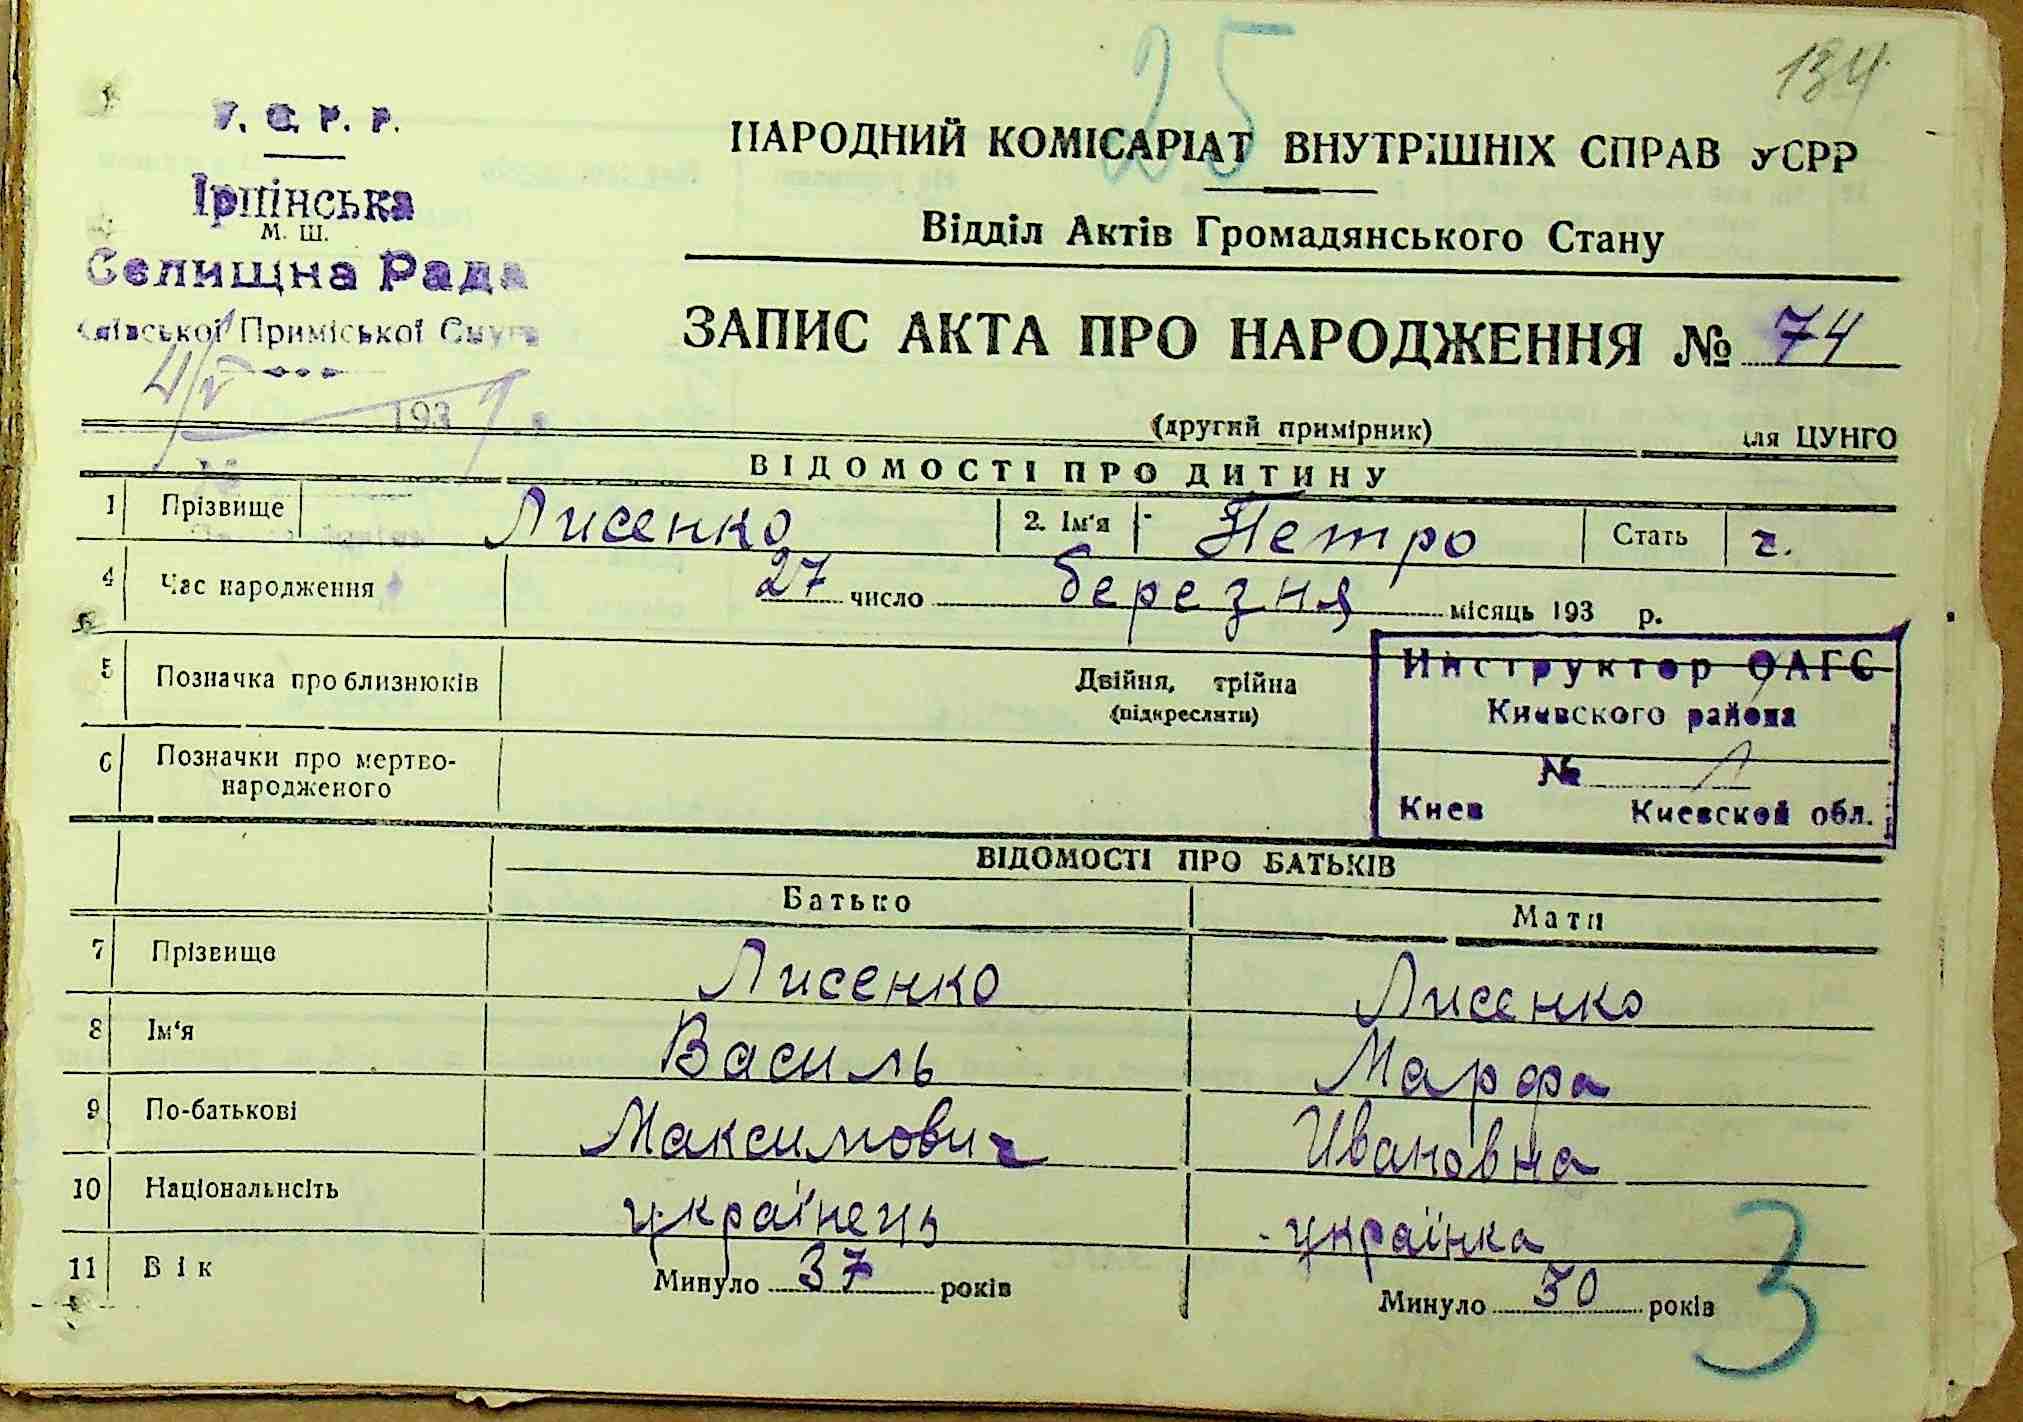 25
134
У. С. Р. Р.
Ірпінська
М. Ш.
Селищна Рада
Київської Приміської Смуги
4/V 193
№
НАРОДНИЙ КОМІСАРІАТ ВНУТРІШНІХ СПРАВ УСРР
Відділ Актів Громадянського Стану
ЗАПИС АКТА ПРО НАРОДЖЕННЯ № 74
(другий примірник) для ЦУНГО
ВІДОМОСТІ ПРО ДИТИНУ
1 Прізвище Лисенко 2. Ім'я Петро Стать ч.
4 Час народження 27 число березня місяць 193 р.
5 Позначка про близнюків Двійня, трійна
(підкреслити)
6 Позначки про мертво-
народженого
Инструктор ОАГС
Киевского района
№
Киев Киевской обл.
ВІДОМОСТІ ПРО БАТЬКІВ
Батько Мати
7 Прізвище Лисенко Лисенко
8 Ім'я Василь Марфа
9 По-батькові Максимович Ивановна
10 Національнсіть українець українка
11 Вік Минуло 37 років Минуло 30 років
3